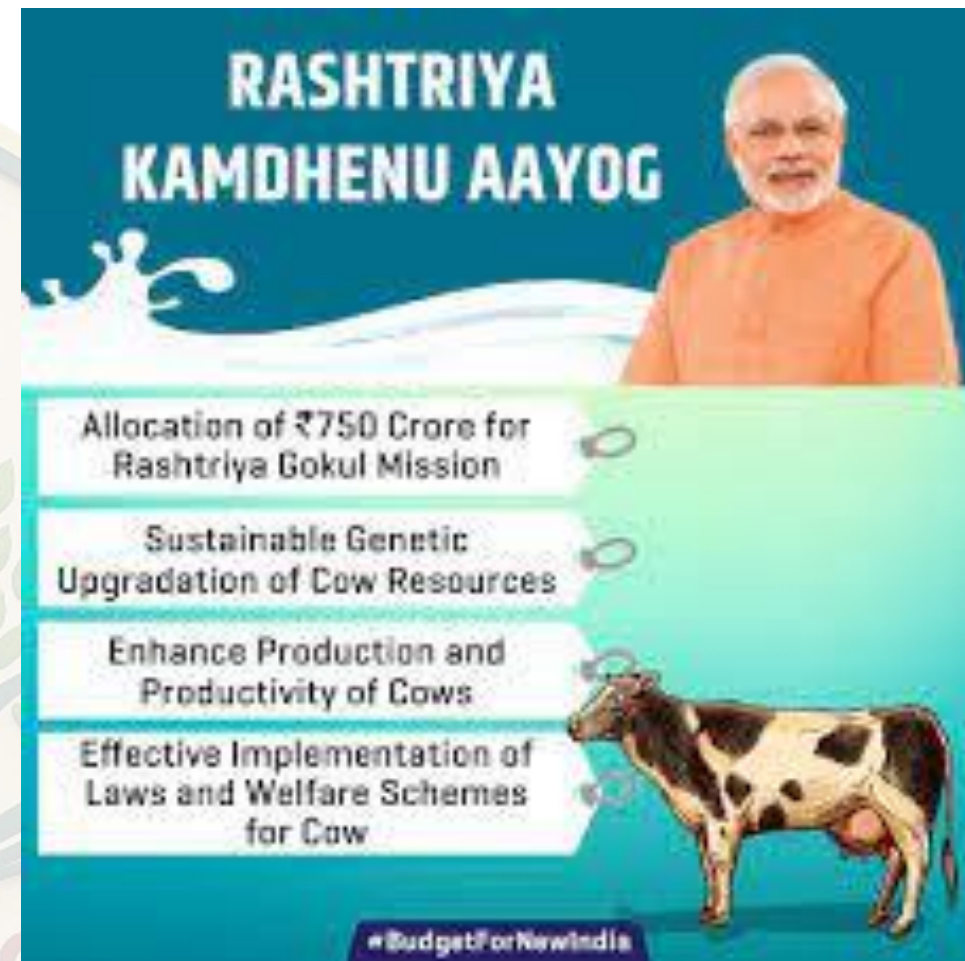 RASHTRIYA
KAMDHENU AAYOG
Allocation of ₹750 Crore for
Rashtriya Gokul Mission
Sustainable Genetic
Upgradation of Cow Resources
Enhance Production and
Productivity of Cows
Effective Implementation of
Laws and Welfare Schemes
for Cow
#BudgetForNewIndia